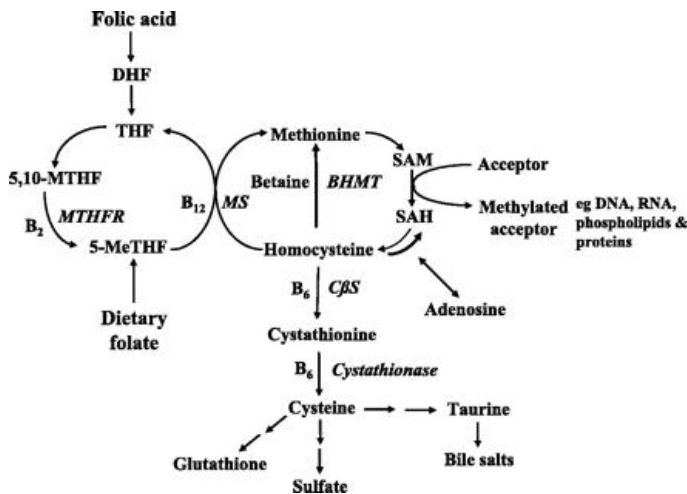 Folic acid
DHF
THF
Methionine
SAM
Acceptor
5,10-MTHF
Betaine
BHMT
B12
MS
MTHFR
B2
SAH
Methylated
acceptor
eg DNA, RNA,
phospholipids &
proteins
5-MeTHF
Homocysteine
B6
CβS
Adenosine
Dietary
folate
Cystathionine
B6
Cystathionase
Cysteine
Taurine
Glutathione
Sulfate
Bile salts